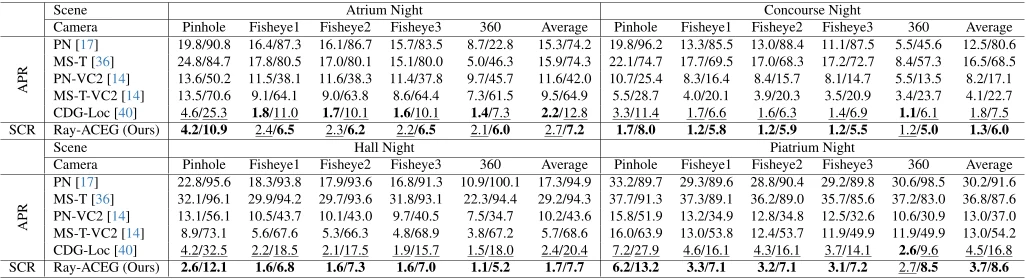 Scene Atrium Night Concourse Night
Camera Pinhole Fisheye1 Fisheye2 Fisheye3 360 Average Pinhole Fisheye1 Fisheye2 Fisheye3 360 Average
APR
PN [17] 19.8/90.8 16.4/87.3 16.1/86.7 15.7/83.5 8.7/22.8 15.3/74.2 19.8/96.2 13.3/85.5 13.0/88.4 11.1/87.5 5.5/45.6 12.5/80.6
MS-T [36] 24.8/84.7 17.8/80.5 17.0/80.1 15.1/80.0 5.0/46.3 15.9/74.3 22.1/74.7 17.7/69.5 17.0/68.3 17.2/72.7 8.4/57.3 16.5/68.5
PN-VC2 [14] 13.6/50.2 11.5/38.1 11.6/38.3 11.4/37.8 9.7/45.7 11.6/42.0 10.7/25.4 8.3/16.4 8.4/15.7 8.1/14.7 5.5/13.5 8.2/17.1
MS-T-VC2 [14] 13.5/70.6 9.1/64.1 9.0/63.8 8.6/64.4 7.3/61.5 9.5/64.9 5.5/28.7 4.0/20.1 3.9/20.3 3.5/20.9 3.4/23.7 4.1/22.7
CDG-Loc [40] 4.6/25.3 1.8/11.0 1.7/10.1 1.6/10.1 1.4/7.3 2.2/12.8 3.3/11.4 1.7/6.6 1.6/6.3 1.4/6.9 1.1/6.1 1.8/7.5
SCR Ray-ACEG (Ours) 4.2/10.9 2.4/6.5 2.3/6.2 2.2/6.5 2.1/6.0 2.7/7.2 1.7/8.0 1.2/5.8 1.2/5.9 1.2/5.5 1.2/5.0 1.3/6.0
Scene Hall Night Piatrium Night
Camera Pinhole Fisheye1 Fisheye2 Fisheye3 360 Average Pinhole Fisheye1 Fisheye2 Fisheye3 360 Average
APR
PN [17] 22.8/95.6 18.3/93.8 17.9/93.6 16.8/91.3 10.9/100.1 17.3/94.9 33.2/89.7 29.3/89.6 28.8/90.4 29.2/89.8 30.6/98.5 30.2/91.6
MS-T [36] 32.1/96.1 29.9/94.2 29.7/93.6 31.8/93.1 22.3/94.4 29.2/94.3 37.7/91.3 37.3/89.1 36.2/89.0 35.7/85.6 37.2/83.0 36.8/87.6
PN-VC2 [14] 13.1/56.1 10.5/43.7 10.1/43.0 9.7/40.5 7.5/34.7 10.2/43.6 15.8/51.9 13.2/34.9 12.8/34.8 12.5/32.6 10.6/30.9 13.0/37.0
MS-T-VC2 [14] 8.9/73.1 5.6/67.6 5.3/66.3 4.8/68.9 3.8/67.2 5.7/68.6 16.0/63.9 13.0/53.8 12.4/53.7 11.9/49.9 11.9/49.9 13.0/54.2
CDG-Loc [40] 4.2/32.5 2.2/18.5 2.1/17.5 1.9/15.7 1.5/18.0 2.4/20.4 7.2/27.9 4.6/16.1 4.3/16.1 3.7/14.1 2.6/9.6 4.5/16.8
SCR Ray-ACEG (Ours) 2.6/12.1 1.6/6.8 1.6/7.3 1.6/7.0 1.1/5.2 1.7/7.7 6.2/13.2 3.3/7.1 3.2/7.1 3.1/7.2 2.7/8.5 3.7/8.6